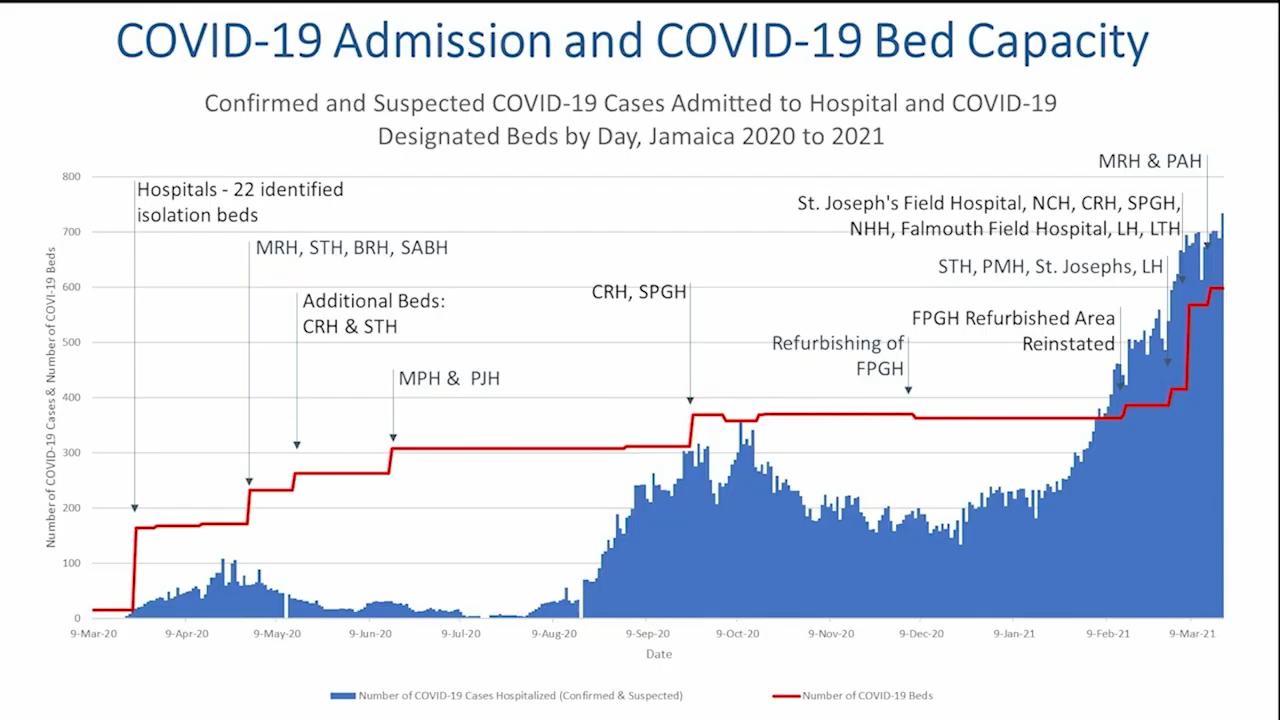 COVID-19 Admission and COVID-19 Bed Capacity
Confirmed and Suspected COVID-19 Cases Admitted to Hospital and COVID-19
Designated Beds by Day, Jamaica 2020 to 2021
MRH & PAH
Hospitals - 22 identified
isolation beds
St. Joseph's Field Hospital, NCH, CRH, SPGH,
NHH, Falmouth Field Hospital, LH, LTH
MRH, STH, BRH, SABH
STH, PMH, St. Josephs, LH
Additional Beds:
CRH & STH
CRH, SPGH
FPGH Refurbished Area
Reinstated
Refurbishing of
FPGH
MPH & PJH
Number of COVID-19 Cases & Number of COVI-19 Beds
800
700
600
500
400
300
200
100
0
9-Mar-20 9-Apr-20 9-May-20 9-Jun-20 9-Jul-20 9-Aug-20 9-Sep-20 9-Oct-20 9-Nov-20 9-Dec-20 9-Jan-21 9-Feb-21 9-Mar-21
Date
Number of COVID-19 Cases Hospitalized (Confirmed & Suspected) Number of COVID-19 Beds